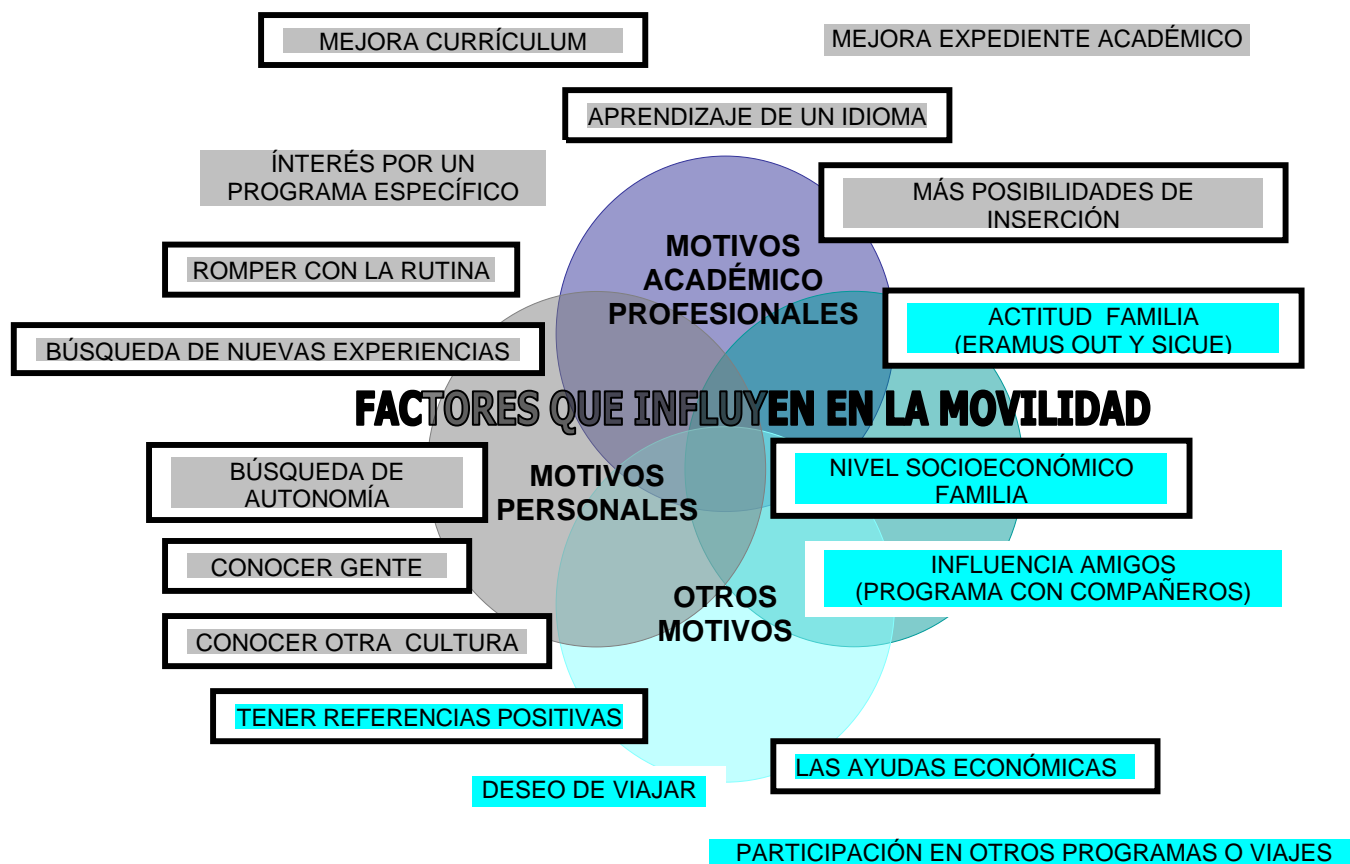 MEJORA CURRÍCULUM
MEJORA EXPEDIENTE ACADÉMICO
APRENDIZAJE DE UN IDIOMA
ÍNTERÉS POR UN
PROGRAMA ESPECÍFICO
MÁS POSIBILIDADES DE
INSERCIÓN
MOTIVOS
ACADÉMICO
PROFESIONALES
ROMPER CON LA RUTINA
ACTITUD FAMILIA
(ERAMUS OUT Y SICUE)
BÚSQUEDA DE NUEVAS EXPERIENCIAS
FACTORES QUE INFLUYEN EN LA MOVILIDAD
BÚSQUEDA DE
AUTONOMÍA
MOTIVOS
PERSONALES
NIVEL SOCIOECONÓMICO
FAMILIA
CONOCER GENTE
INFLUENCIA AMIGOS
(PROGRAMA CON COMPAÑEROS)
OTROS
MOTIVOS
CONOCER OTRA CULTURA
TENER REFERENCIAS POSITIVAS
LAS AYUDAS ECONÓMICAS
DESEO DE VIAJAR
PARTICIPACIÓN EN OTROS PROGRAMAS O VIAJES